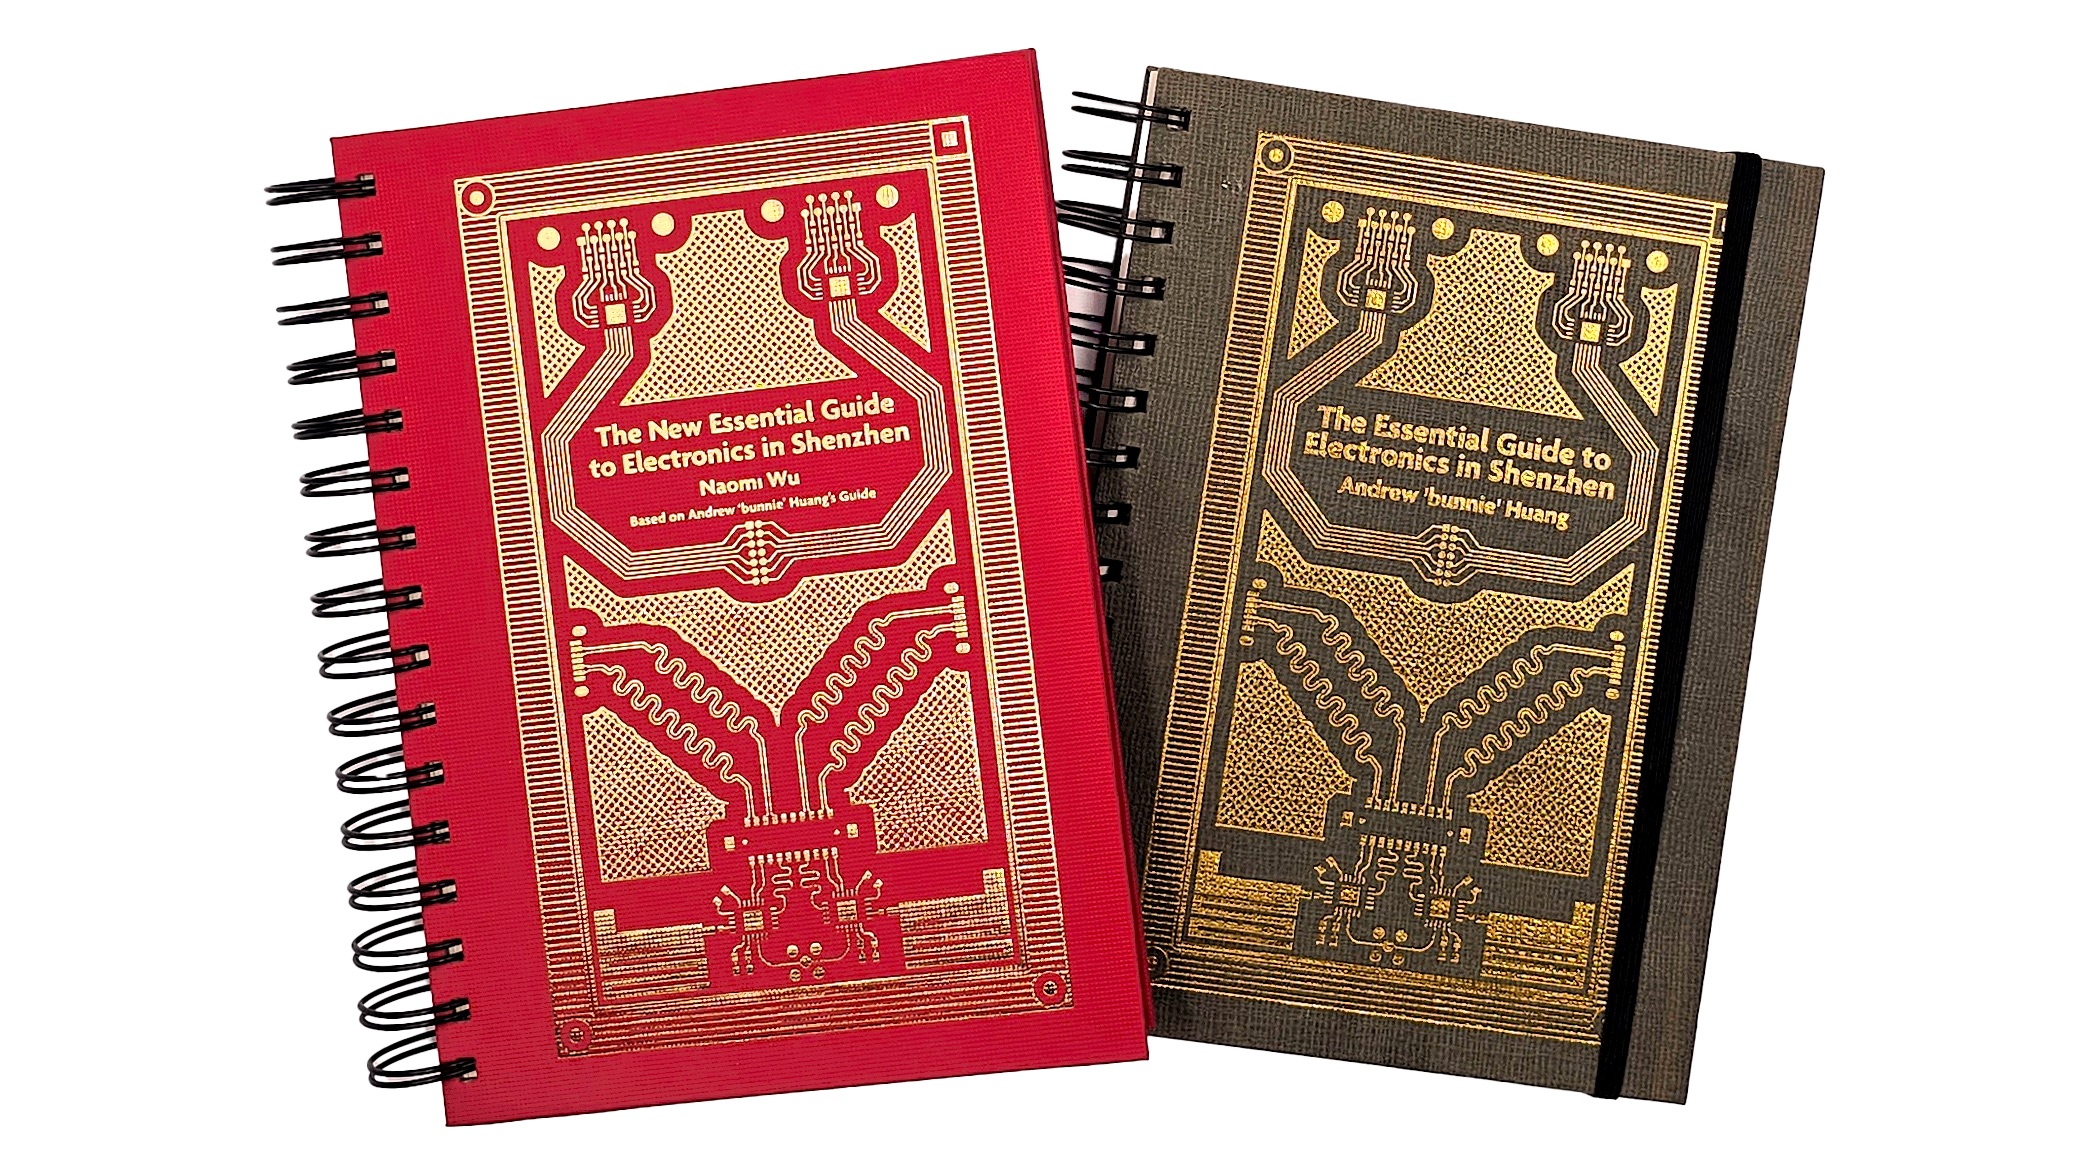 The New Essential Guide
to Electronics in Shenzhen
Naomi Wu
Based on Andrew 'bunnie' Huang's Guide
The Essential Guide to
Electronics in Shenzhen
Andrew 'bunnie' Huang